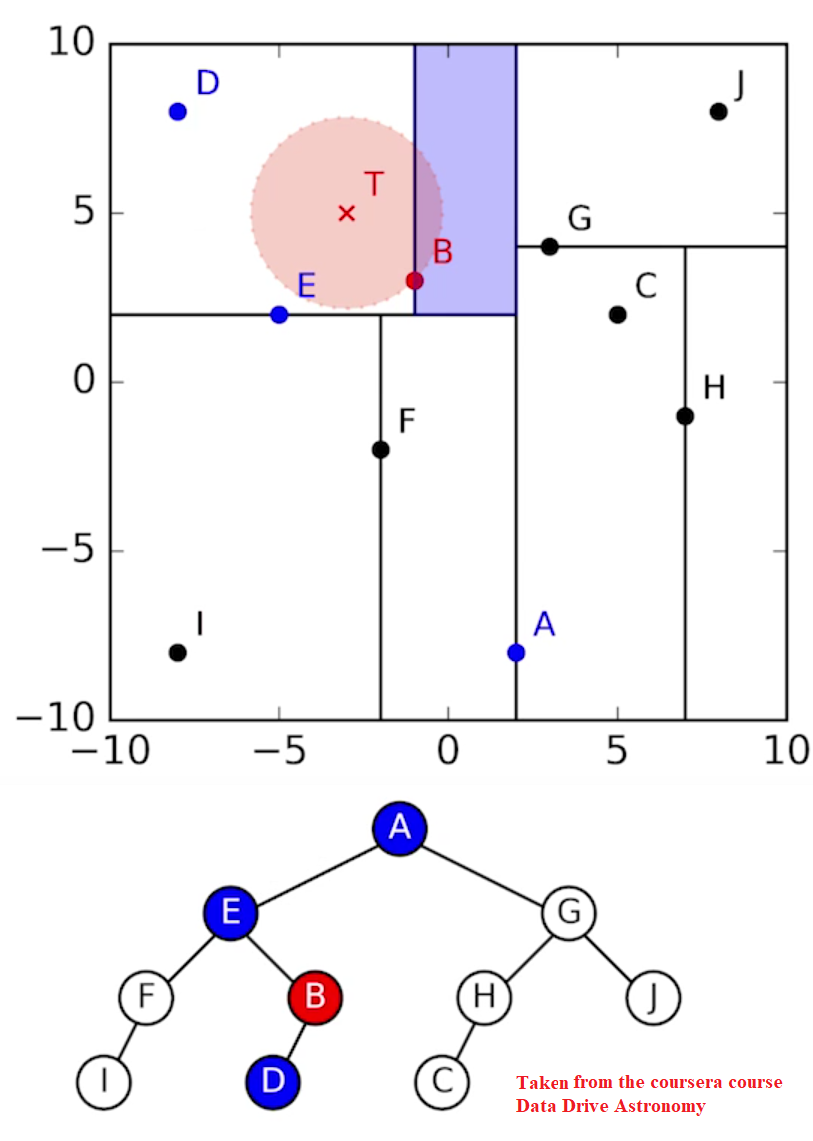 10
D
J
T
5
G
B
E
C
0
H
F
−5
I
A
−10
−10 −5 0 5 10
A
E G
F B H J
I D C
Taken from the coursera course
Data Drive Astronomy